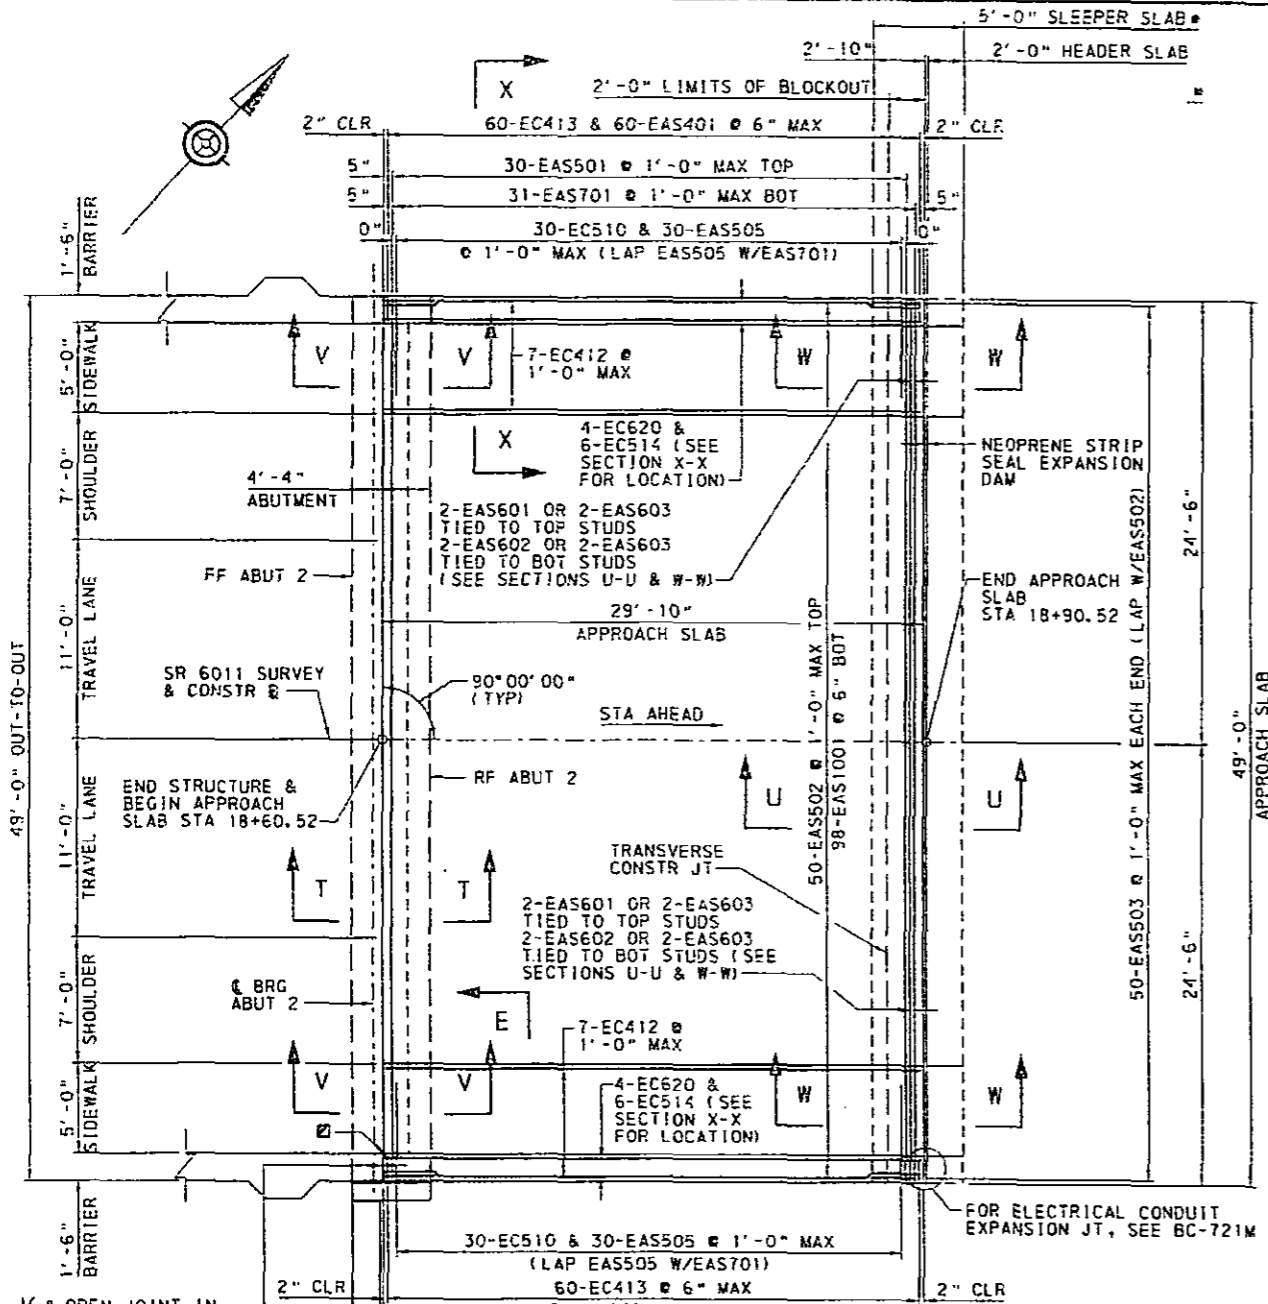 5'-0" SLEEPER SLAB
2'-10"
2'-0" HEADER SLAB
X
2'-0" LIMITS OF BLOCKOUT
2" CLR
60-EC413 & 60-EAS401 @ 6" MAX
2" CLR
5"
30-EAS501 @ 1'-0" MAX TOP
5"
31-EAS701 @ 1'-0" MAX BOT
5"
0"
30-EC510 & 30-EAS505
0"
@ 1'-0" MAX (LAP EAS505 W/EAS701)
1'-6"
BARRIER
5'-0"
SIDEWALK
7'-0"
SHOULDER
11'-0"
TRAVEL LANE
11'-0"
TRAVEL LANE
7'-0"
SHOULDER
5'-0"
SIDEWALK
1'-6"
BARRIER
49'-0" OUT-TO-OUT
V
V
W
W
7-EC412 @
1'-0" MAX
X
4-EC620 &
6-EC514 (SEE
SECTION X-X
FOR LOCATION)
NEOPRENE STRIP
SEAL EXPANSION
DAM
4'-4"
ABUTMENT
2-EAS601 OR 2-EAS603
TIED TO TOP STUDS
2-EAS602 OR 2-EAS603
TIED TO BOT STUDS
(SEE SECTIONS U-U & W-W)
FF ABUT 2
END APPROACH
SLAB
STA 18+90.52
29'-10"
APPROACH SLAB
SR 6011 SURVEY
& CONSTR B
90°00'00"
(TYP)
STA AHEAD
50-EAS502 @ 1'-0" MAX TOP
98-EAS1001 @ 6" BOT
50-EAS503 @ 1'-0" MAX EACH END (LAP W/EAS502)
24'-6"
24'-6"
49'-0"
APPROACH SLAB
RF ABUT 2
END STRUCTURE &
BEGIN APPROACH
SLAB STA 18+60.52
U
U
TRANSVERSE
CONSTR JT
T
T
2-EAS601 OR 2-EAS603
TIED TO TOP STUDS
2-EAS602 OR 2-EAS603
TIED TO BOT STUDS (SEE
SECTIONS U-U & W-W)
℄ BRG
ABUT 2
E
7-EC412 @
1'-0" MAX
V
V
W
W
4-EC620 &
6-EC514 (SEE
SECTION X-X
FOR LOCATION)
FOR ELECTRICAL CONDUIT
EXPANSION JT, SEE BC-721M
30-EC510 & 30-EAS505 @ 1'-0" MAX
(LAP EAS505 W/EAS701)
2" CLR
60-EC413 @ 6" MAX
2" CLR
OPEN JOINT IN